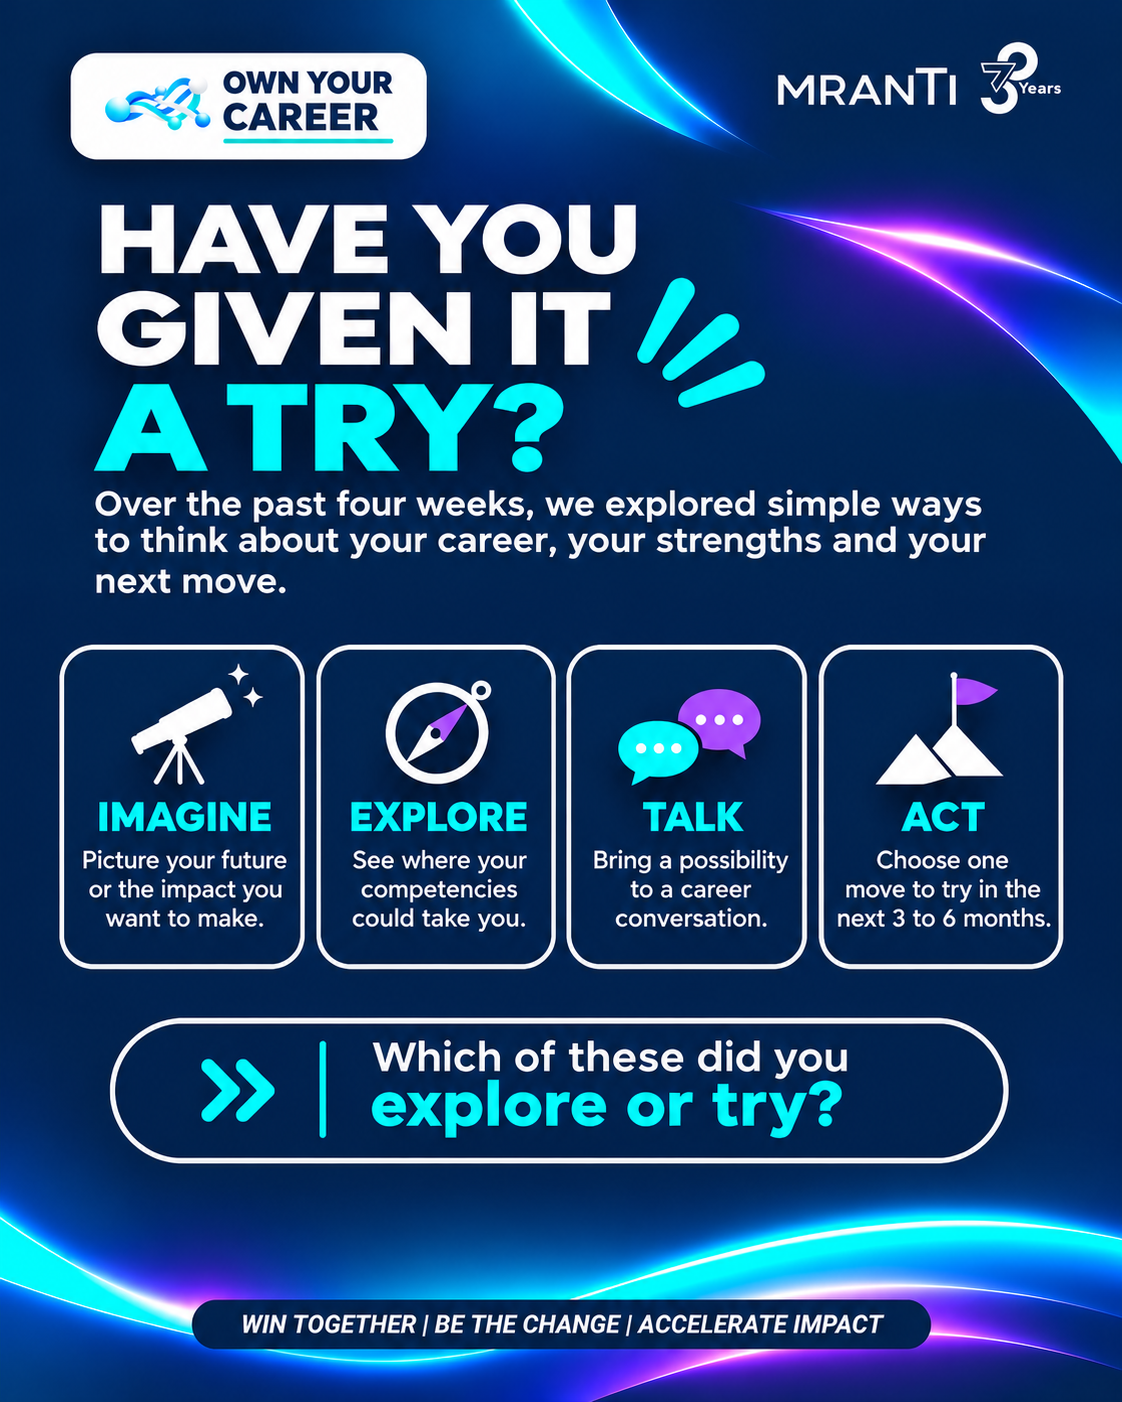 OWN YOUR
CAREER
MRANTI
73 Years
HAVE YOU
GIVEN IT
A TRY?
Over the past four weeks, we explored simple ways
to think about your career, your strengths and your
next move.
IMAGINE
Picture your future
or the impact you
want to make.
EXPLORE
See where your
competencies
could take you.
TALK
Bring a possibility
to a career
conversation.
ACT
Choose one
move to try in the
next 3 to 6 months.
Which of these did you
explore or try?
WIN TOGETHER | BE THE CHANGE | ACCELERATE IMPACT